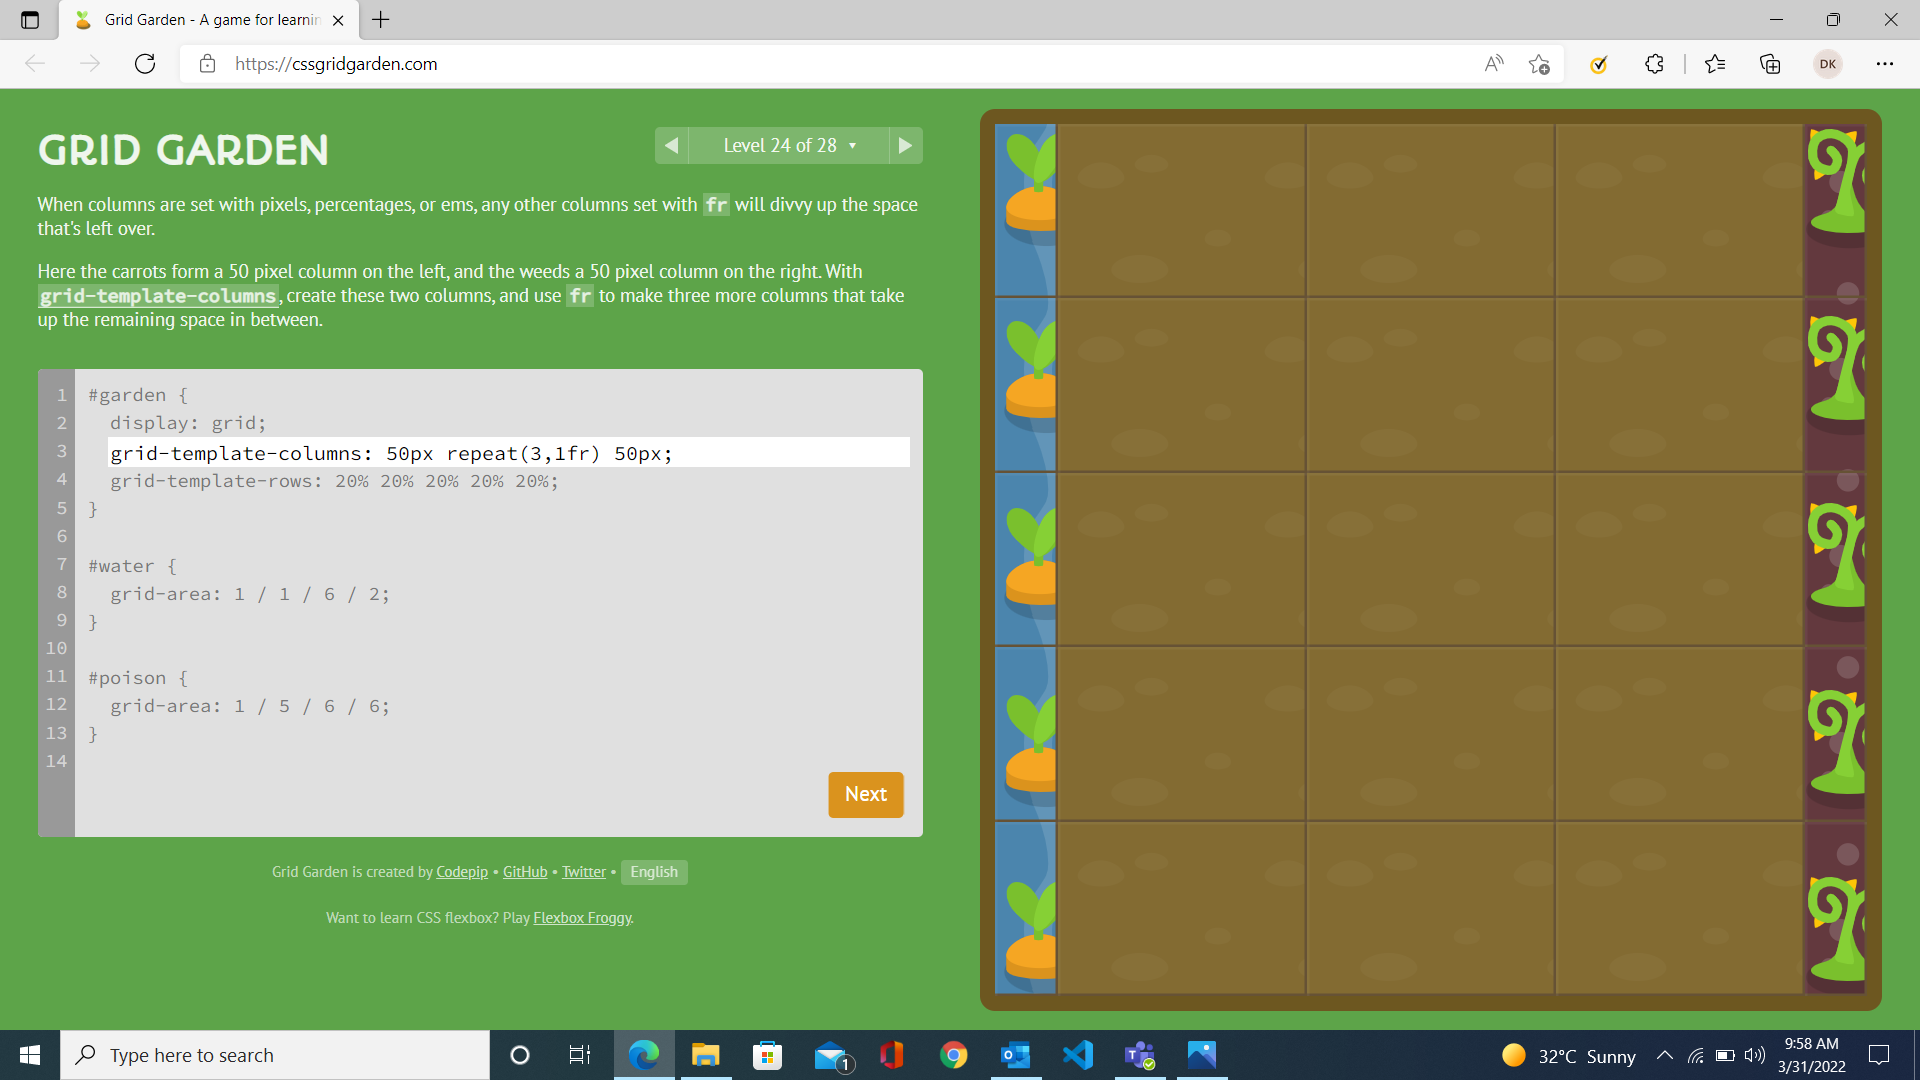 Grid Garden - A game for learnin
https://cssgridgarden.com
DK
GRID GARDEN
Level 24 of 28
When columns are set with pixels, percentages, or ems, any other columns set with fr will divvy up the space
that's left over.
Here the carrots form a 50 pixel column on the left, and the weeds a 50 pixel column on the right. With
grid-template-columns, create these two columns, and use fr to make three more columns that take
up the remaining space in between.
1 #garden {
2 display: grid;
3 grid-template-columns: 50px repeat(3,1fr) 50px;
4 grid-template-rows: 20% 20% 20% 20% 20%;
5 }
6
7 #water {
8 grid-area: 1 / 1 / 6 / 2;
9 }
10
11 #poison {
12 grid-area: 1 / 5 / 6 / 6;
13 }
14
Next
Grid Garden is created by Codepip • GitHub • Twitter • English
Want to learn CSS flexbox? Play Flexbox Froggy.
Type here to search
1
32°C Sunny
9:58 AM
3/31/2022